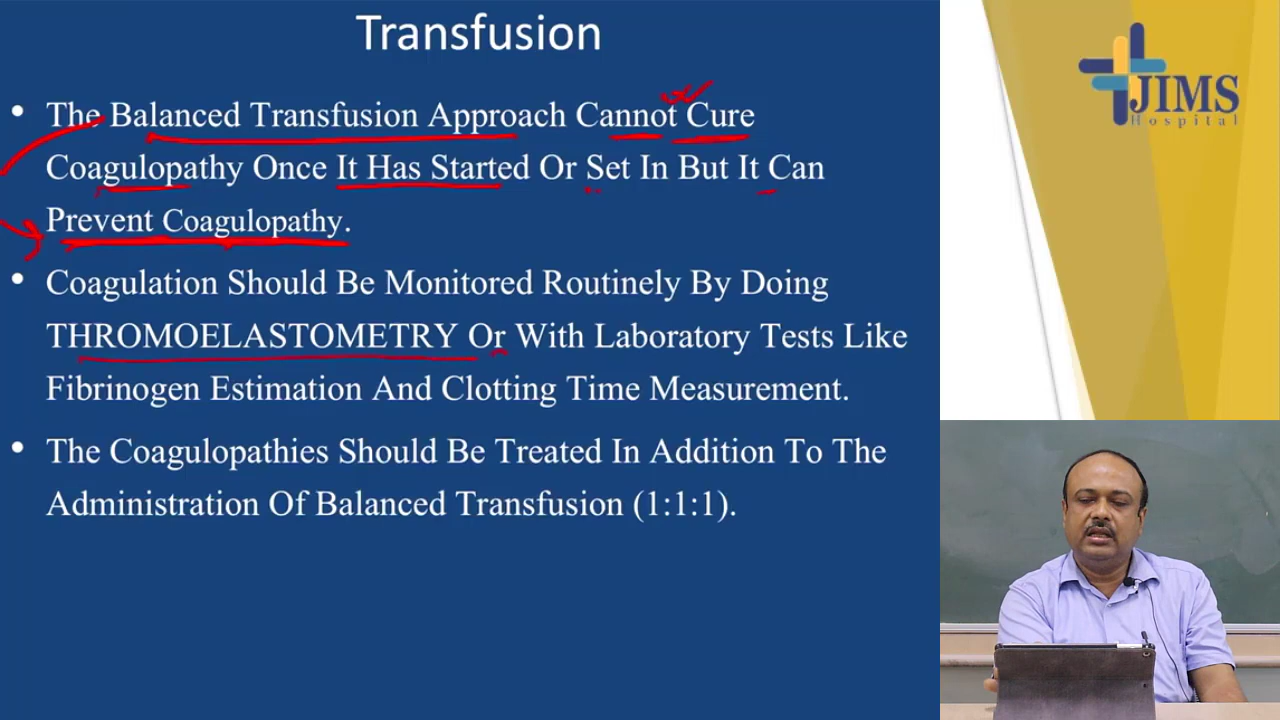 Transfusion
• The Balanced Transfusion Approach Cannot Cure
Coagulopathy Once It Has Started Or Set In But It Can
Prevent Coagulopathy.
• Coagulation Should Be Monitored Routinely By Doing
THROMOELASTOMETRY Or With Laboratory Tests Like
Fibrinogen Estimation And Clotting Time Measurement.
• The Coagulopathies Should Be Treated In Addition To The
Administration Of Balanced Transfusion (1:1:1).
JIMS
Hospital